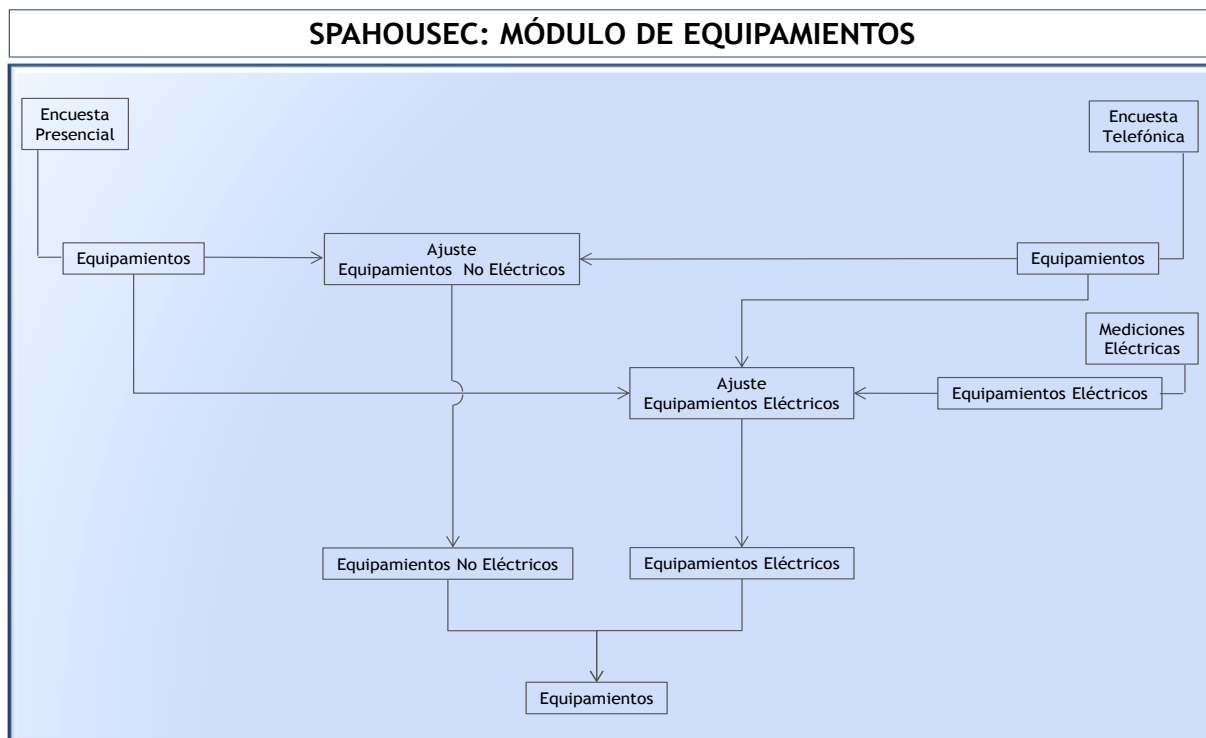 SPAHOUSEC: MÓDULO DE EQUIPAMIENTOS
Encuesta
Presencial
Encuesta
Telefónica
Equipamientos
Ajuste
Equipamientos No Eléctricos
Equipamientos
Mediciones
Eléctricas
Ajuste
Equipamientos Eléctricos
Equipamientos Eléctricos
Equipamientos No Eléctricos
Equipamientos Eléctricos
Equipamientos